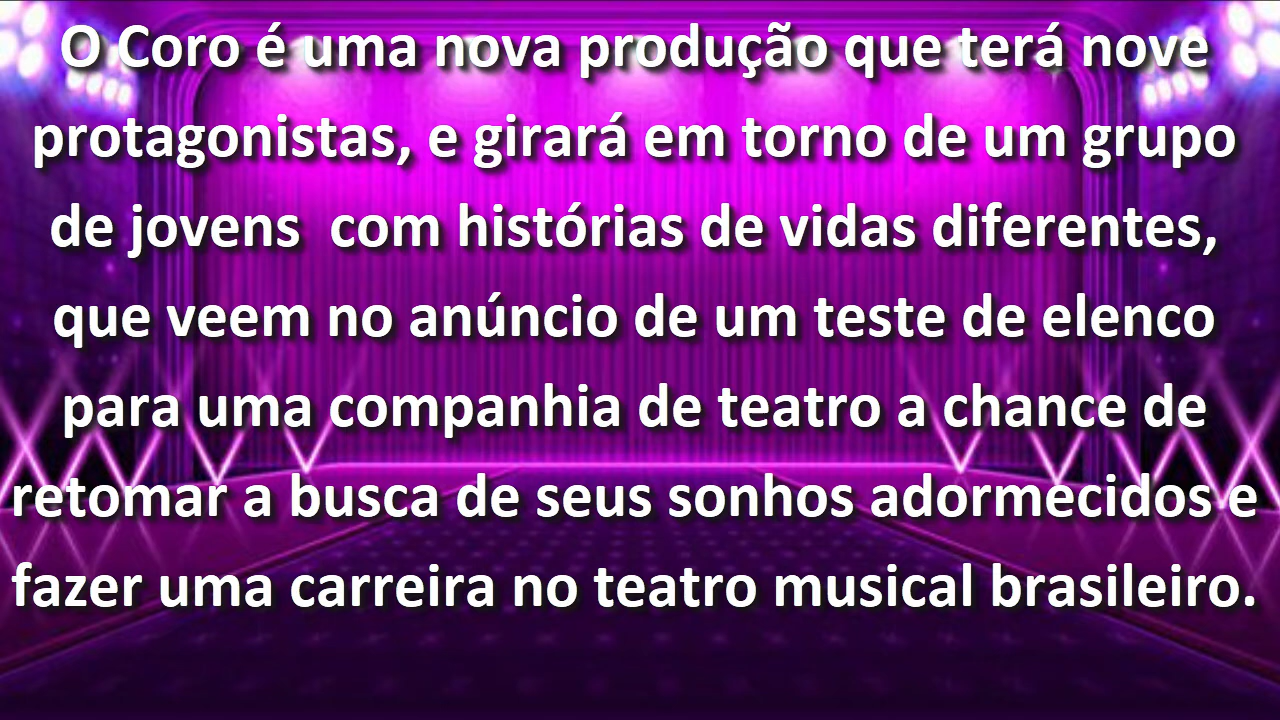 O Coro é uma nova produção que terá nove
protagonistas, e girará em torno de um grupo
de jovens  com histórias de vidas diferentes,
que veem no anúncio de um teste de elenco
para uma companhia de teatro a chance de
retomar a busca de seus sonhos adormecidos e
fazer uma carreira no teatro musical brasileiro.